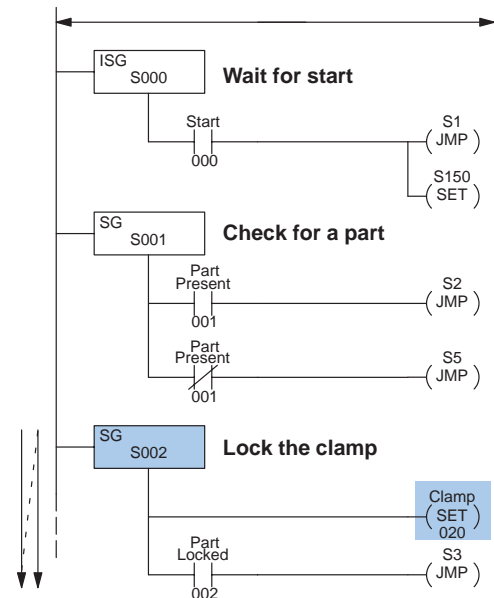 ISG
S000
Wait for start
Start
000
S1
JMP
S150
SET
SG
S001
Check for a part
Part
Present
001
S2
JMP
Part
Present
001
S5
JMP
SG
S002
Lock the clamp
Clamp
SET
020
Part
Locked
002
S3
JMP